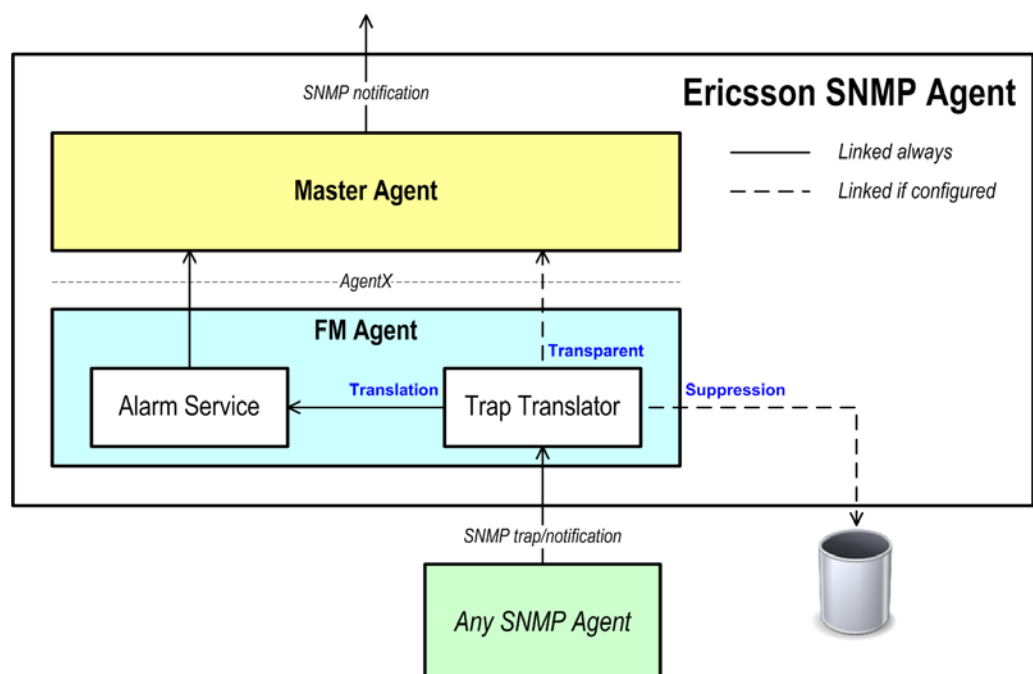 SNMP notification
Ericsson SNMP Agent
Linked always
Linked if configured
Master Agent
AgentX
FM Agent
Transparent
Translation
Suppression
Alarm Service
Trap Translator
SNMP trap/notification
Any SNMP Agent